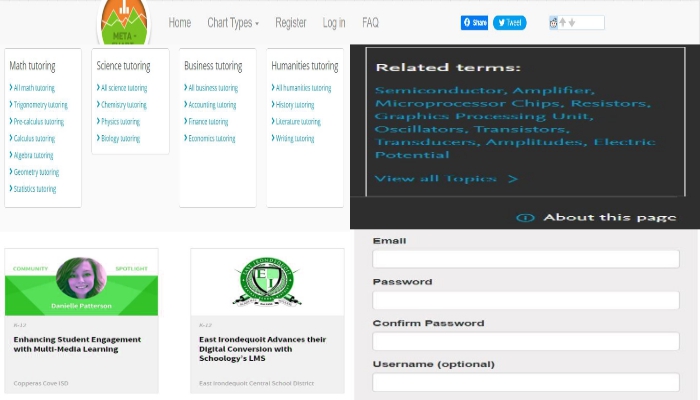 META -
Home
Chart Types
Register
Log in
FAQ
Share
Tweet
Math tutoring
All math tutoring
Trigonometry tutoring
Pre-calculus tutoring
Calculus tutoring
Algebra tutoring
Geometry tutoring
Statistics tutoring
Science tutoring
All science tutoring
Chemistry tutoring
Physics tutoring
Biology tutoring
Business tutoring
All business tutoring
Accounting tutoring
Finance tutoring
Economics tutoring
Humanities tutoring
All humanities tutoring
History tutoring
Literature tutoring
Writing tutoring
Related terms:
Semiconductor, Amplifier,
Microprocessor Chips, Resistors,
Graphics Processing Unit,
Oscillators, Transistors,
Transducers, Amplitudes, Electric
Potential
View all Topics
About this page
COMMUNITY SPOTLIGHT
Danielle Patterson
K-12
Enhancing Student Engagement
with Multi-Media Learning
Copperas Cove ISD
EAST IRONDEQUOIT
E I
K-12
East Irondequoit Advances their
Digital Conversion with
Schoology's LMS
East Irondequoit Central School District
Email
Password
Confirm Password
Username (optional)